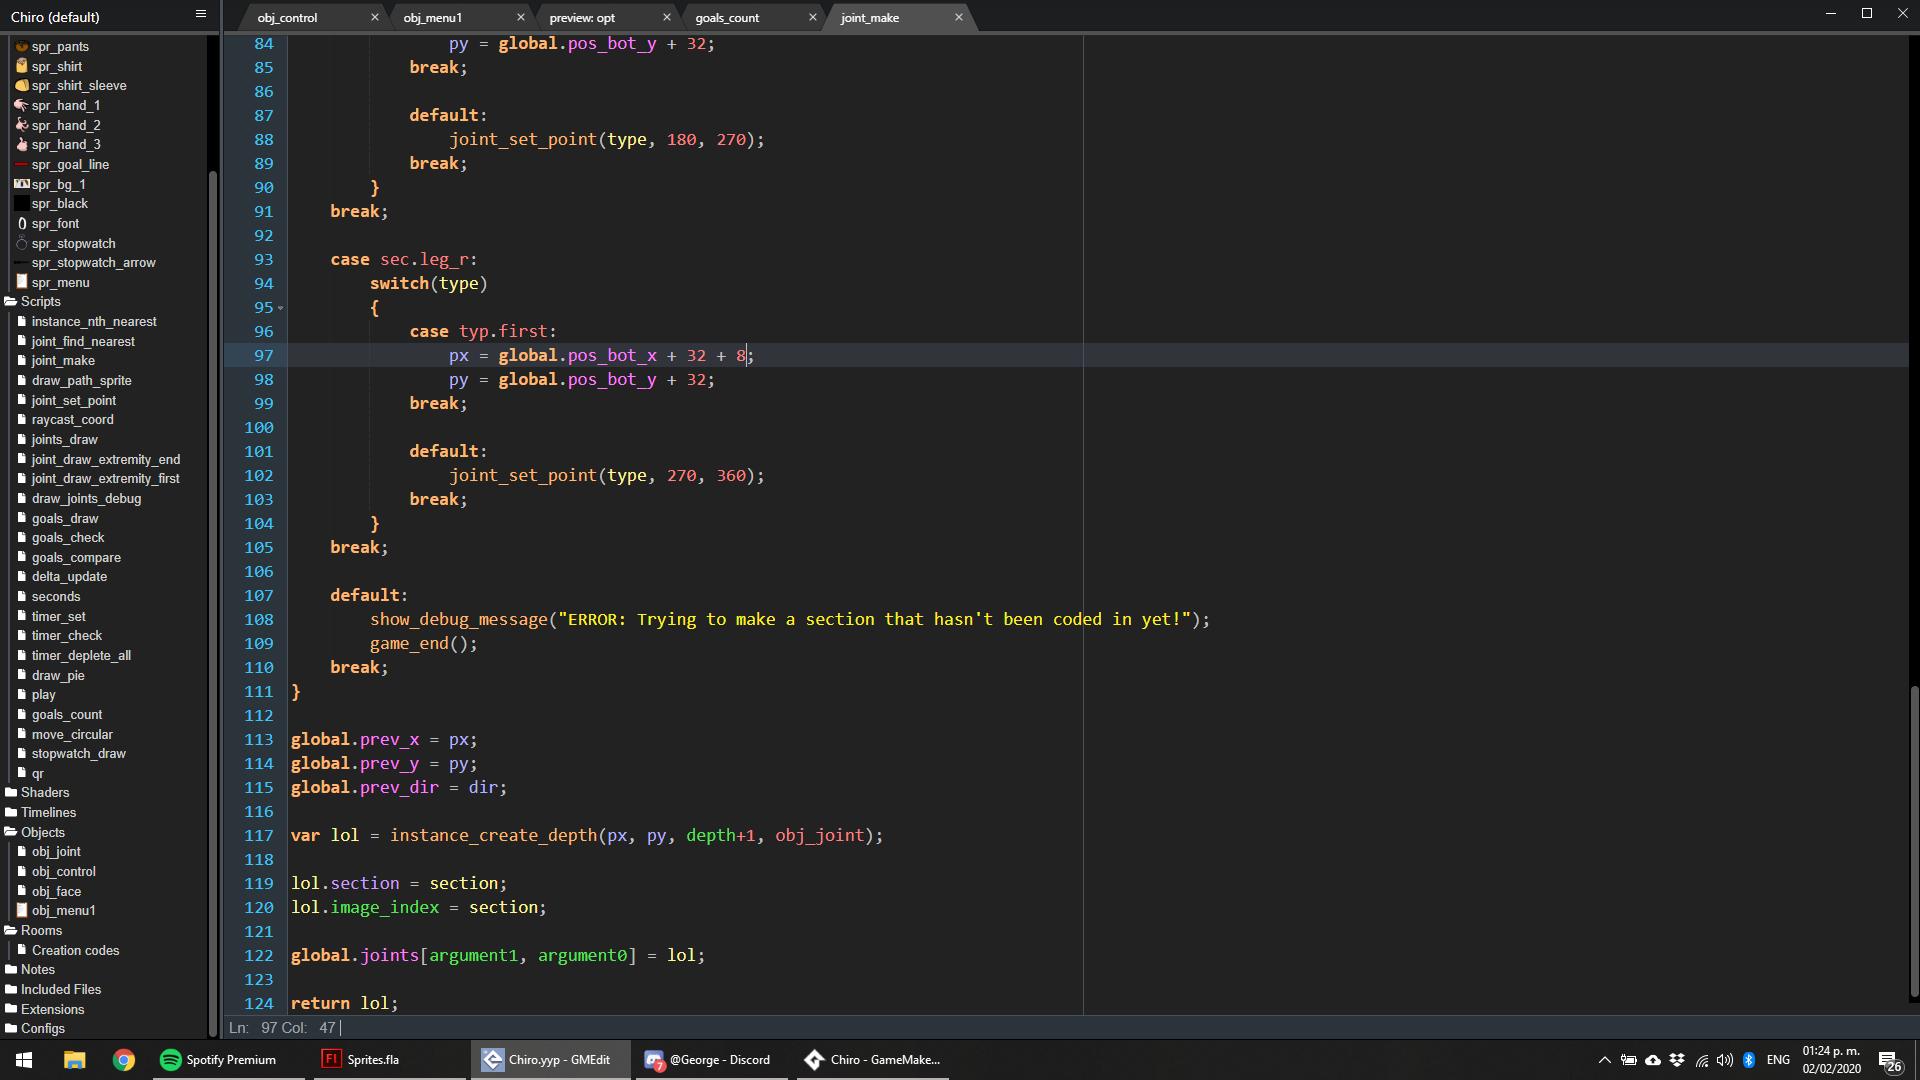 Chiro (default)
obj_control × obj_menu1 × preview: opt × goals_count × joint_make ×
spr_pants
spr_shirt
spr_shirt_sleeve
spr_hand_1
spr_hand_2
spr_hand_3
spr_goal_line
spr_bg_1
spr_black
spr_font
spr_stopwatch
spr_stopwatch_arrow
spr_menu
Scripts
instance_nth_nearest
joint_find_nearest
joint_make
draw_path_sprite
joint_set_point
raycast_coord
joints_draw
joint_draw_extremity_end
joint_draw_extremity_first
draw_joints_debug
goals_draw
goals_check
goals_compare
delta_update
seconds
timer_set
timer_check
timer_deplete_all
draw_pie
play
goals_count
move_circular
stopwatch_draw
qr
Shaders
Timelines
Objects
obj_joint
obj_control
obj_face
obj_menu1
Rooms
Creation codes
Notes
Included Files
Extensions
Configs
84 py = global.pos_bot_y + 32;
85 break;
86
87 default:
88 joint_set_point(type, 180, 270);
89 break;
90 }
91 break;
92
93 case sec.leg_r:
94 switch(type)
95 {
96 case typ.first:
97 px = global.pos_bot_x + 32 + 8;
98 py = global.pos_bot_y + 32;
99 break;
100
101 default:
102 joint_set_point(type, 270, 360);
103 break;
104 }
105 break;
106
107 default:
108 show_debug_message("ERROR: Trying to make a section that hasn't been coded in yet!");
109 game_end();
110 break;
111 }
112
113 global.prev_x = px;
114 global.prev_y = py;
115 global.prev_dir = dir;
116
117 var lol = instance_create_depth(px, py, depth+1, obj_joint);
118
119 lol.section = section;
120 lol.image_index = section;
121
122 global.joints[argument1, argument0] = lol;
123
124 return lol;
Ln: 97 Col: 47
Spotify Premium
Fl Sprites.fla
Chiro.yyp - GMEdit
7 @George - Discord
Chiro - GameMake...
ENG
01:24 p. m.
02/02/2020
26